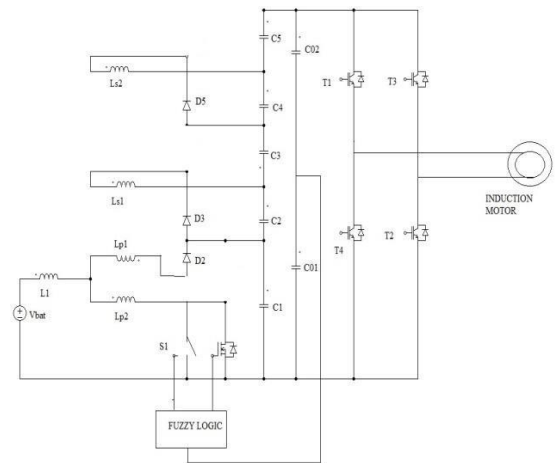 C5
C02
T1
T3
Ls2
D5
C4
C3
Ls1
INDUCTION
MOTOR
D3
C2
T4
T2
Lp1
D2
C01
L1
Lp2
C1
Vbat
S1
FUZZY LOGIC